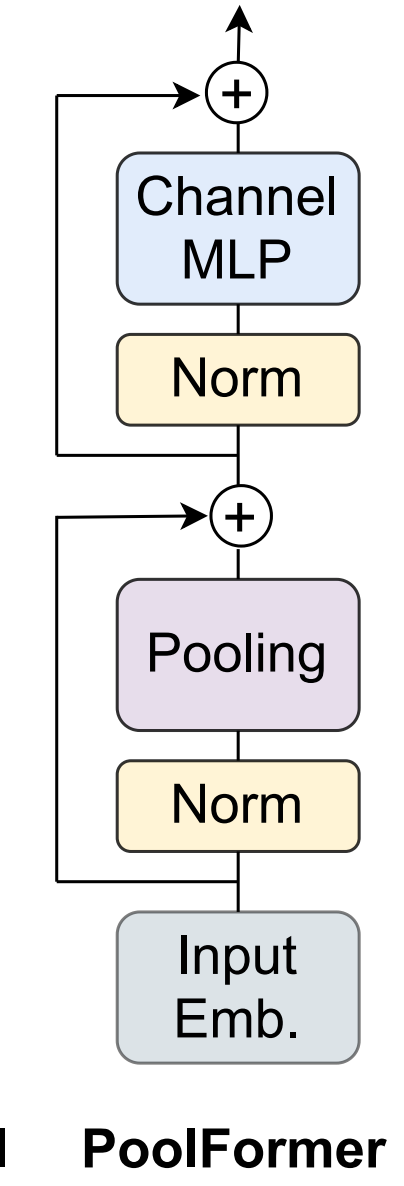 +
Channel
MLP
Norm
+
Pooling
Norm
Input
Emb.
PoolFormer